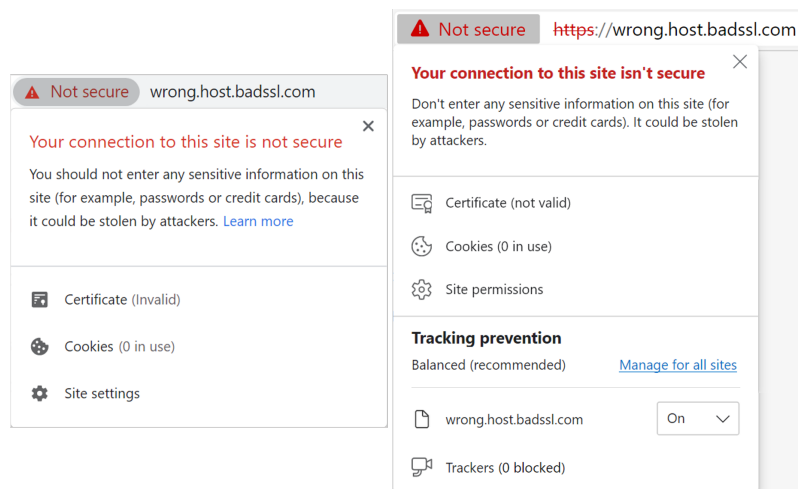 Not secure wrong.host.badssl.com
Your connection to this site is not secure
You should not enter any sensitive information on this
site (for example, passwords or credit cards), because
it could be stolen by attackers. Learn more
Certificate (Invalid)
Cookies (0 in use)
Site settings
Not secure https://wrong.host.badssl.com
Your connection to this site isn't secure
Don't enter any sensitive information on this site (for
example, passwords or credit cards). It could be stolen
by attackers.
Certificate (not valid)
Cookies (0 in use)
Site permissions
Tracking prevention
Balanced (recommended) Manage for all sites
wrong.host.badssl.com On
Trackers (0 blocked)